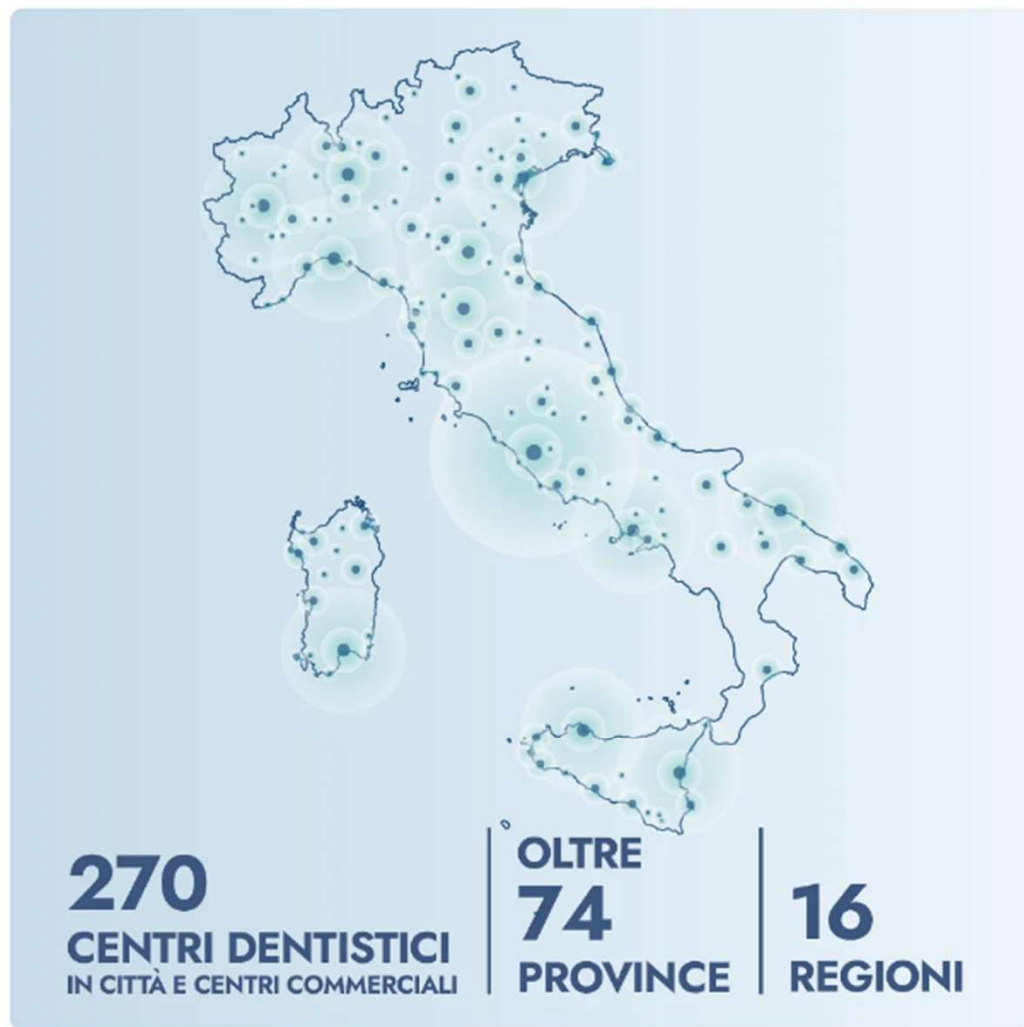 270
CENTRI DENTISTICI
IN CITTÀ E CENTRI COMMERCIALI
OLTRE
74
PROVINCE
16
REGIONI